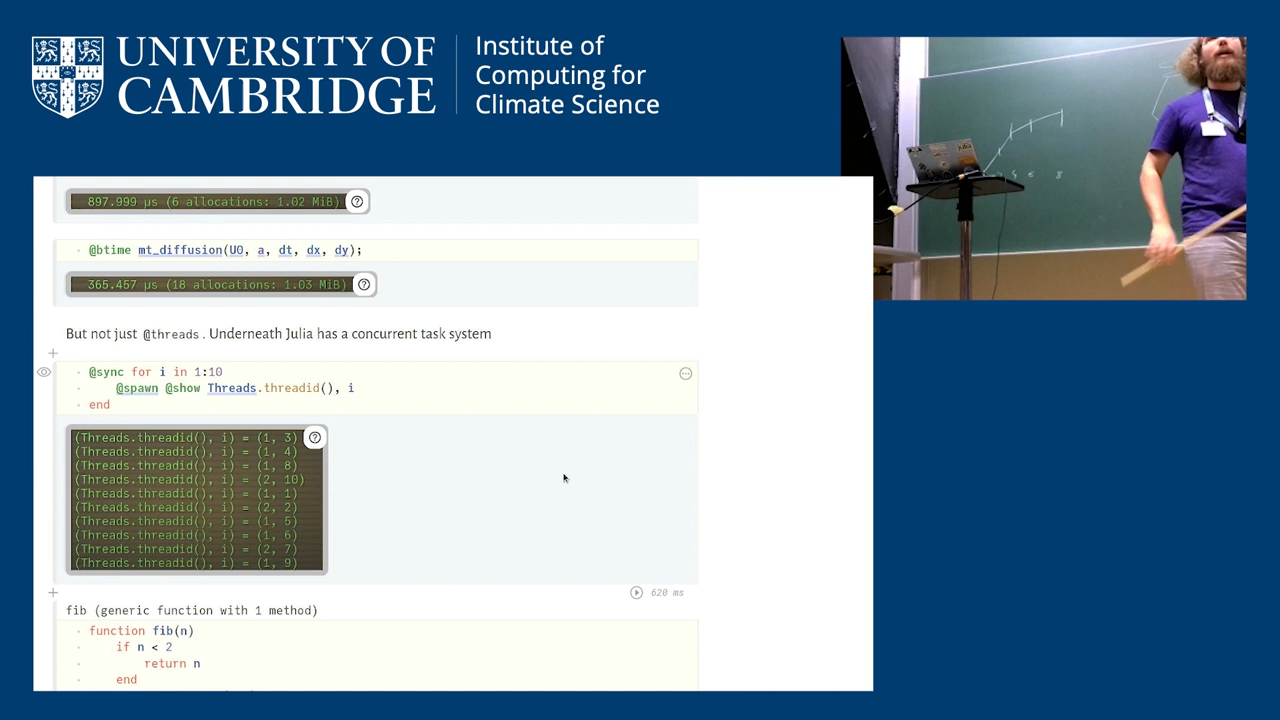 UNIVERSITY OF
CAMBRIDGE
Institute of
Computing for
Climate Science
897.999 μs (6 allocations: 1.02 MiB)
@btime mt_diffusion(U0, a, dt, dx, dy);
365.457 μs (18 allocations: 1.03 MiB)
But not just @threads. Underneath Julia has a concurrent task system
@sync for i in 1:10
@spawn @show Threads.threadid(), i
end
(Threads.threadid(), i) = (1, 3)
(Threads.threadid(), i) = (1, 4)
(Threads.threadid(), i) = (1, 8)
(Threads.threadid(), i) = (2, 10)
(Threads.threadid(), i) = (1, 1)
(Threads.threadid(), i) = (2, 2)
(Threads.threadid(), i) = (1, 5)
(Threads.threadid(), i) = (1, 6)
(Threads.threadid(), i) = (2, 7)
(Threads.threadid(), i) = (1, 9)
620 ms
fib (generic function with 1 method)
function fib(n)
if n < 2
return n
end